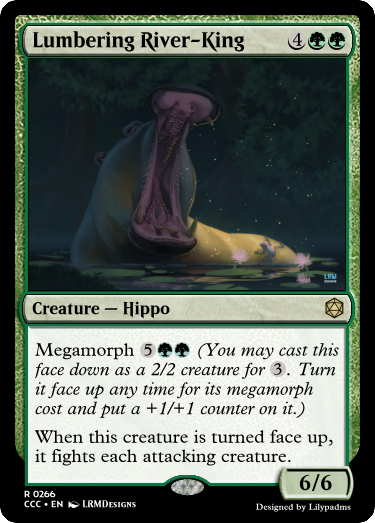 Lumbering River-King 4
LRW
Creature — Hippo
Megamorph 5 (You may cast this
face down as a 2/2 creature for 3. Turn
it face up any time for its megamorph
cost and put a +1/+1 counter on it.)
When this creature is turned face up,
it fights each attacking creature.
6/6
R 0266
CCC • EN LRMDesigns
Designed by Lilypadms